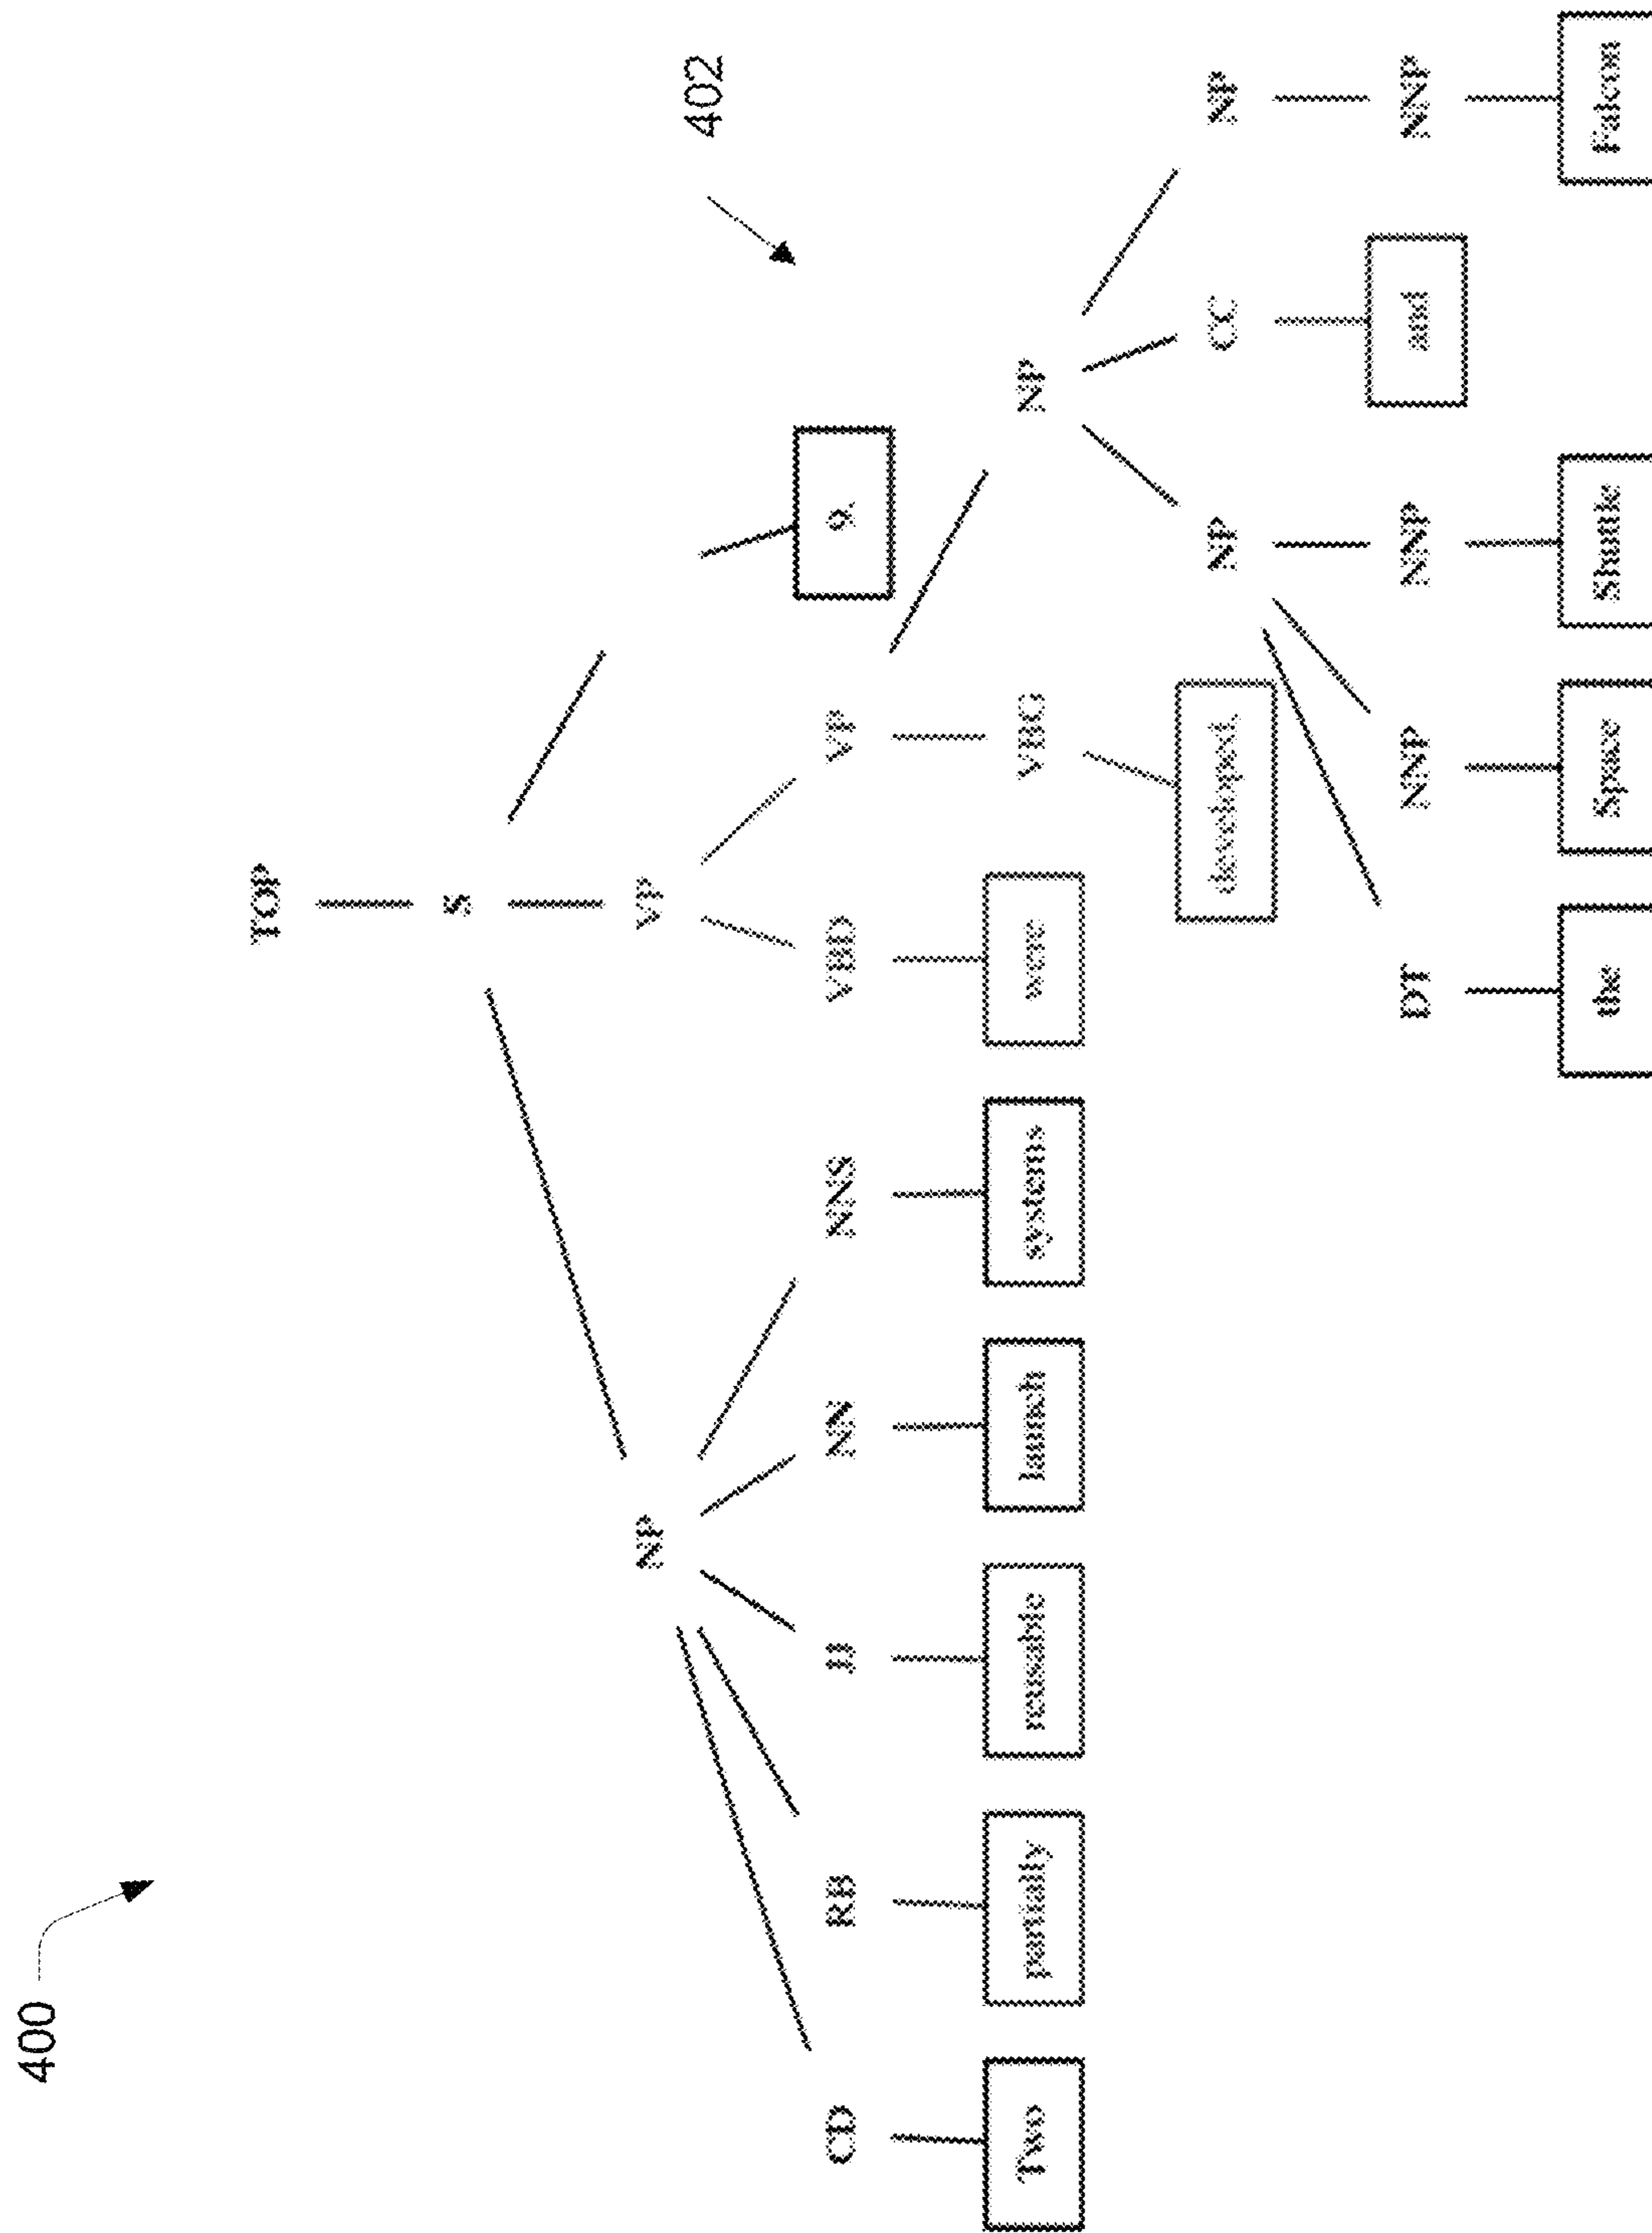 400
402
TOP
S
NP VP
CD RB JJ NN NNS VBD VP 9.
Two partially reusable launch systems were VBG NP
developed, NP CC NP
DT NNP NNP and NNP
the Space Shuttle Falcon